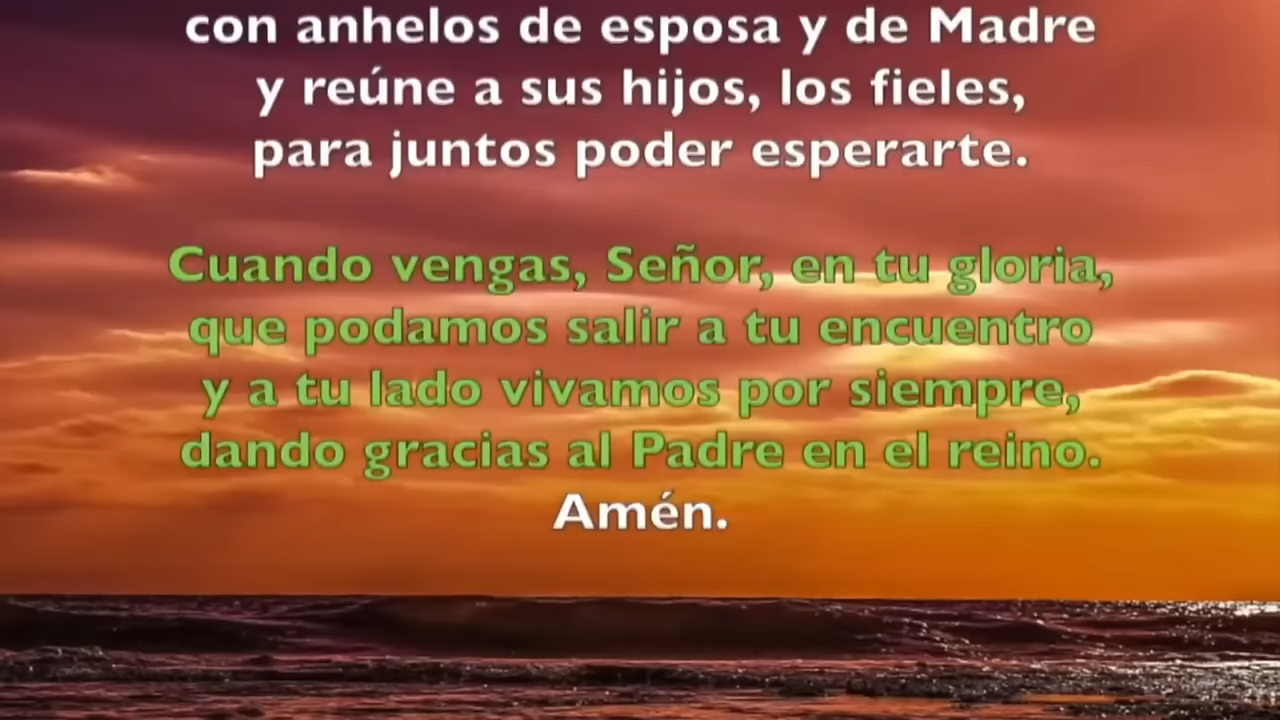 con anhelos de esposa y de Madre
y reúne a sus hijos, los fieles,
para juntos poder esperarte.
Cuando vengas, Señor, en tu gloria,
que podamos salir a tu encuentro
y a tu lado vivamos por siempre,
dando gracias al Padre en el reino.
Amén.